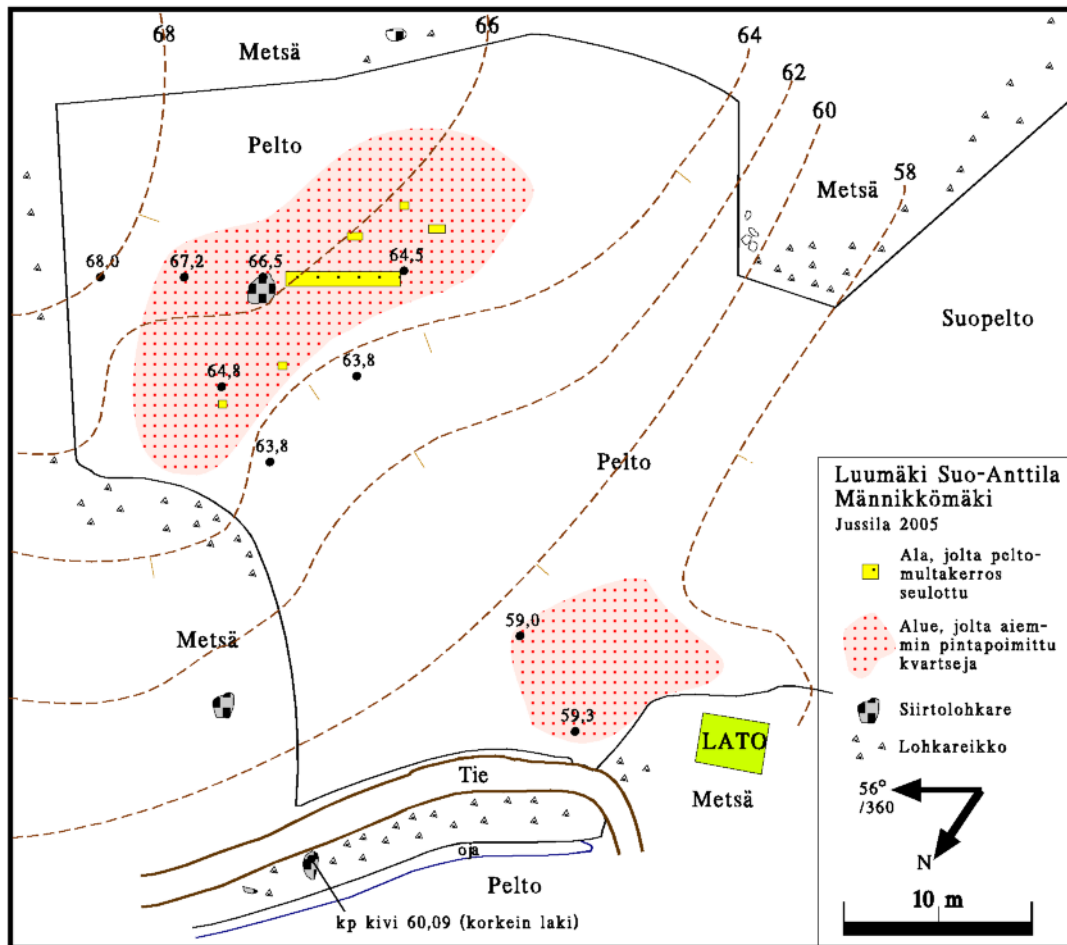 68
66
64
Metsä
62
60
Pelto
58
Metsä
68,0
67,2
66,5
64,5
Suopelto
64,8
63,8
63,8
Pelto
Luumäki Suo-Anttila
Männikkömäki
Jussila 2005
Ala, jolta pelto-
multakerros
seulottu
Alue, jolta aiem-
min pintapoimittu
kvartseja
Siirtolohkare
Lohkareikko
56°
/360
N
10 m
59,0
Metsä
59,3
LATO
Tie
Metsä
oja
Pelto
kp kivi 60,09 (korkein laki)